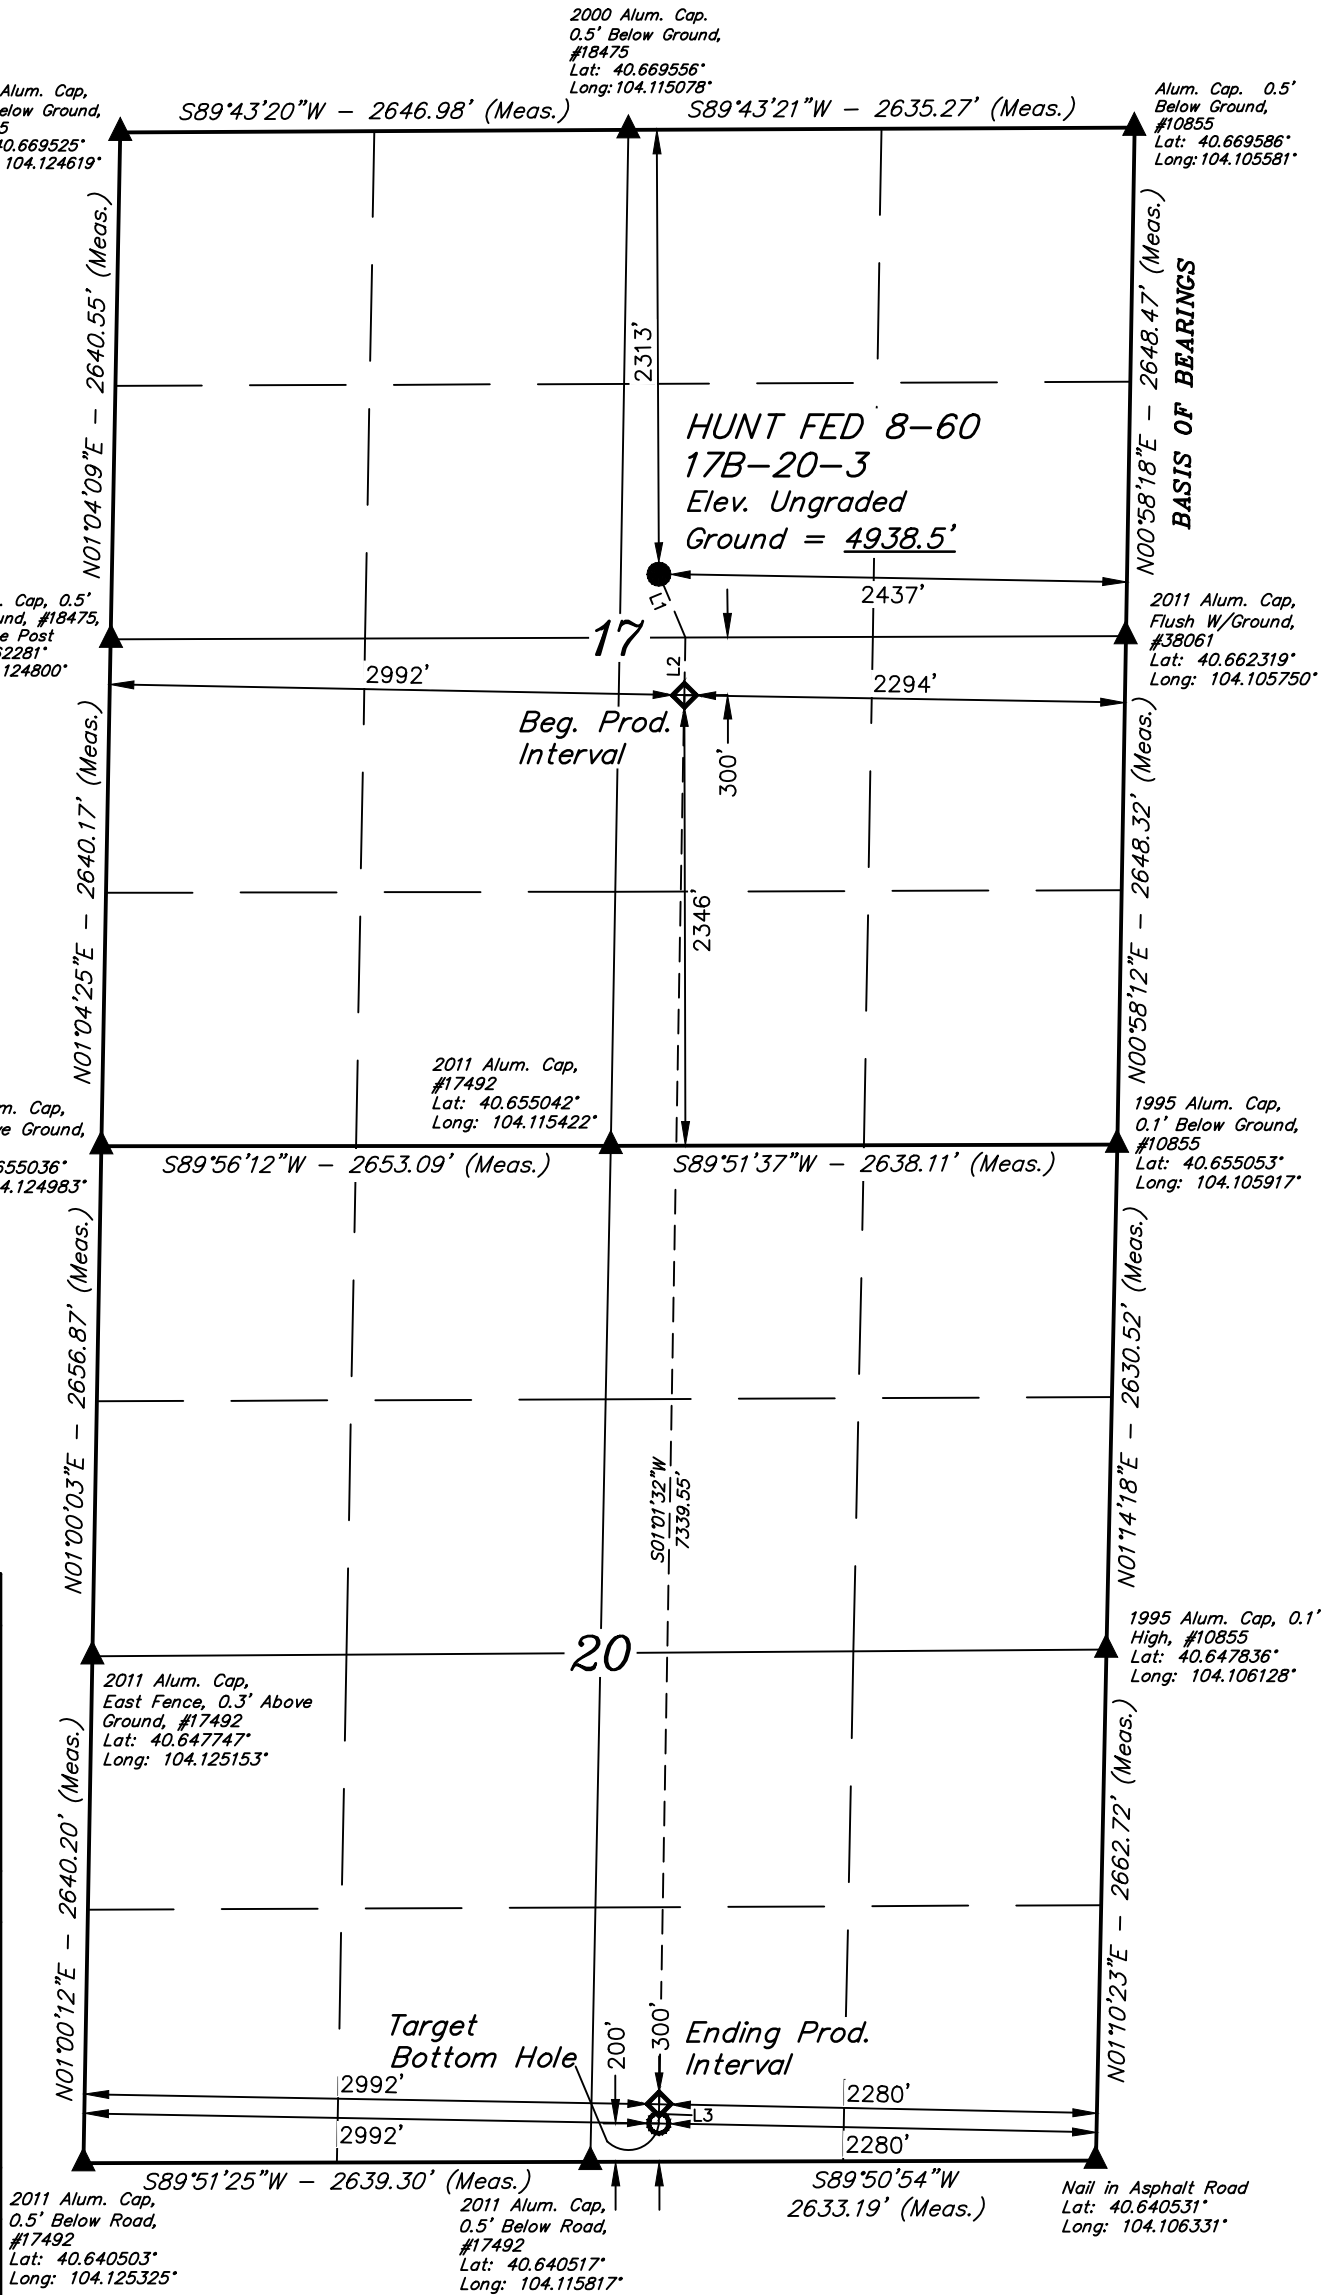 2000 Alum. Cap.
0.5' Below Ground,
#18475
Lat: 40.669556°
Long: 104.115078°
Alum. Cap,
elow Ground,
5
40.669525°
104.124619°
S89°43'20"W – 2646.98' (Meas.)
S89°43'21"W – 2635.27' (Meas.)
Alum. Cap. 0.5'
Below Ground,
#10855
Lat: 40.669586°
Long: 104.105581°
N01°04'09"E – 2640.55' (Meas.)
2313'
N00°58'18"E – 2648.47' (Meas.)
BASIS OF BEARINGS
HUNT FED 8-60
17B-20-3
Elev. Ungraded
Ground = 4938.5'
2437'
L1
. Cap, 0.5'
und, #18475,
e Post
62281°
.124800°
17
2011 Alum. Cap,
Flush W/Ground,
#38061
Lat: 40.662319°
Long: 104.105750°
L2
2992'
2294'
Beg. Prod.
Interval
300'
N01°04'25"E – 2640.17' (Meas.)
2346'
N00°58'12"E – 2648.32' (Meas.)
2011 Alum. Cap,
#17492
Lat: 40.655042°
Long: 104.115422°
m. Cap,
ve Ground,
655036°
4.124983°
1995 Alum. Cap,
0.1' Below Ground,
#10855
Lat: 40.655053°
Long: 104.105917°
S89°56'12"W – 2653.09' (Meas.)
S89°51'37"W – 2638.11' (Meas.)
N01°00'03"E – 2656.87' (Meas.)
S01°01'32"W
7339.55'
N01°14'18"E – 2630.52' (Meas.)
20
1995 Alum. Cap, 0.1'
High, #10855
Lat: 40.647836°
Long: 104.106128°
2011 Alum. Cap,
East Fence, 0.3' Above
Ground, #17492
Lat: 40.647747°
Long: 104.125153°
N01°00'12"E – 2640.20' (Meas.)
N01°10'23"E – 2662.72' (Meas.)
Target
Bottom Hole
200'
300'
Ending Prod.
Interval
2992'
2280'
L3
2992'
2280'
S89°51'25"W – 2639.30' (Meas.)
S89°50'54"W
2633.19' (Meas.)
2011 Alum. Cap,
0.5' Below Road,
#17492
Lat: 40.640503°
Long: 104.125325°
2011 Alum. Cap,
0.5' Below Road,
#17492
Lat: 40.640517°
Long: 104.115817°
Nail in Asphalt Road
Lat: 40.640531°
Long: 104.106331°